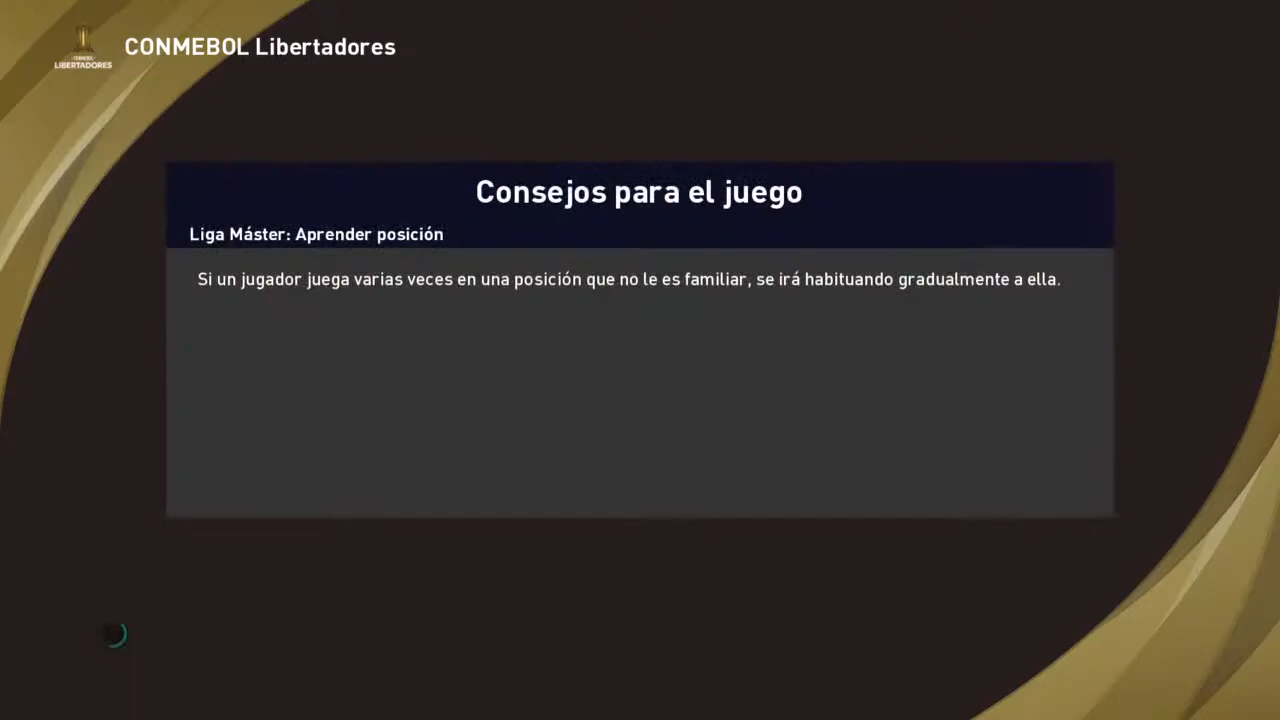 CONMEBOL Libertadores
CONMEBOL
LIBERTADORES
Consejos para el juego
Liga Máster: Aprender posición
Si un jugador juega varias veces en una posición que no le es familiar, se irá habituando gradualmente a ella.